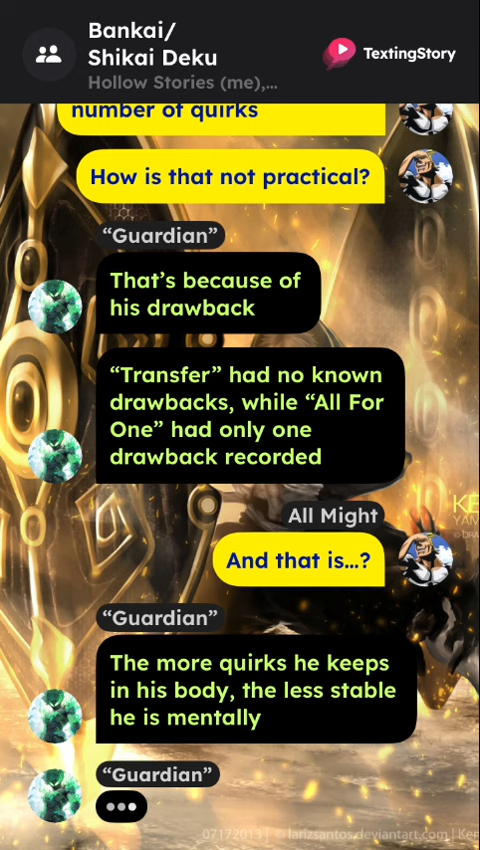 Bankai/
Shikai Deku
Hollow Stories (me),...
TextingStory
number of quirks
How is that not practical?
“Guardian”
That’s because of
his drawback
“Transfer” had no known
drawbacks, while “All For
One” had only one
drawback recorded
All Might
And that is...?
“Guardian”
The more quirks he keeps
in his body, the less stable
he is mentally
“Guardian”
07172013 | © larizsantos.deviantart.com | Ken